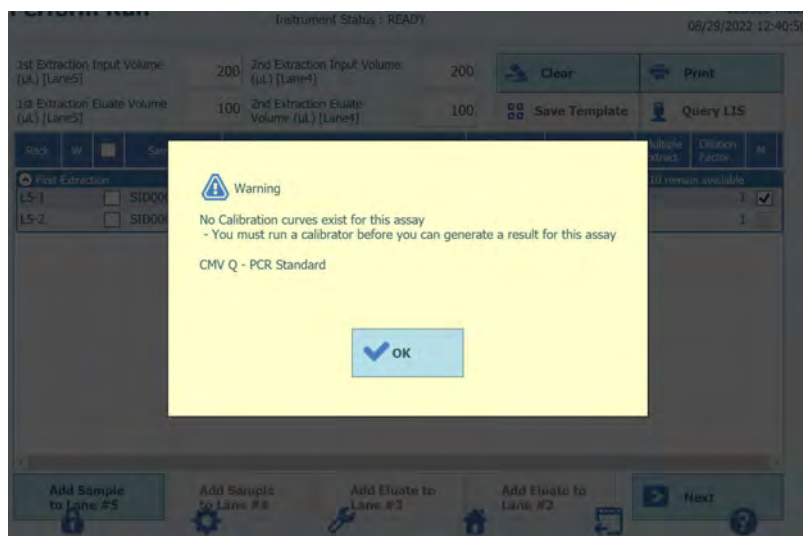 Instrument Status : READY
08/29/2022 12:40:50
1st Extraction Input Volume
(uL) [Lane5]
200
2nd Extraction Input Volume
(uL) [Lane4]
200
Clear
Print
1st Extraction Eluate Volume
(uL) [Lane5]
100
2nd Extraction Eluate
Volume (uL) [Lane4]
100
Save Template
Query LIS
Rack
W
Multiple
Extract
Dilution
Factor
M
First Extraction
10 remain available
L5-1
1
L5-2
1
Warning
No Calibration curves exist for this assay
- You must run a calibrator before you can generate a result for this assay
CMV Q - PCR Standard
OK
Add Sample
to Lane #5
Add Sample
to Lane #4
Add Eluate to
Lane #3
Add Eluate to
Lane #2
Next